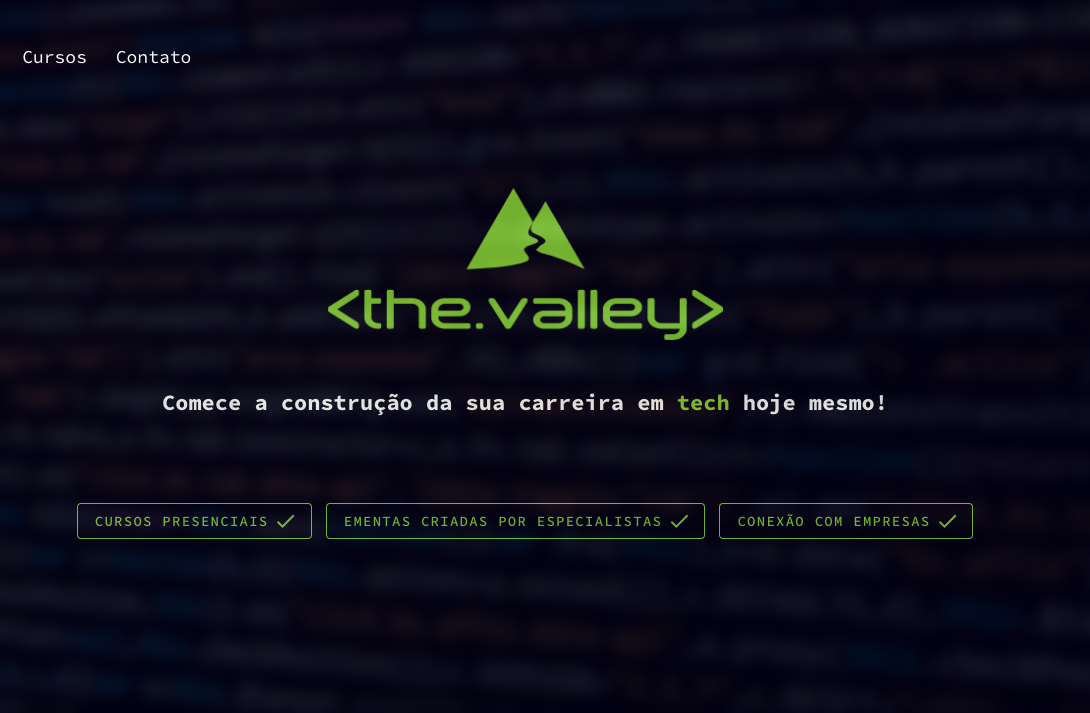 Cursos Contato
<the.valley>
Comece a construção da sua carreira em tech hoje mesmo!
CURSOS PRESENCIAIS
EMENTAS CRIADAS POR ESPECIALISTAS
CONEXÃO COM EMPRESAS